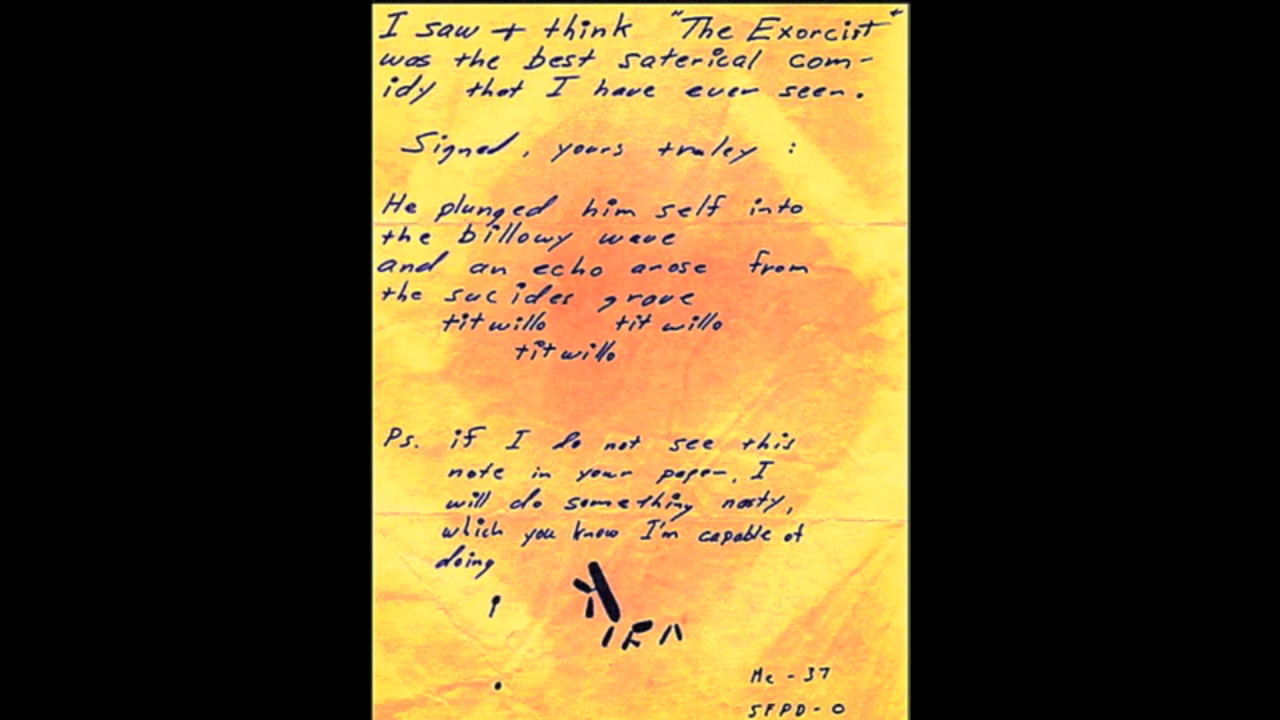 I saw + think "The Exorcist"
was the best saterical com-
idy that I have ever seen.
Signed, yours truley :
He plunged him self into
the billowy wave
and an echo arose from
the sucides grave
tit willo tit willo
tit willo
Ps. if I do not see this
note in your paper, I
will do something nasty,
which you know I'm capable of
doing
Me - 37
SFPD - 0